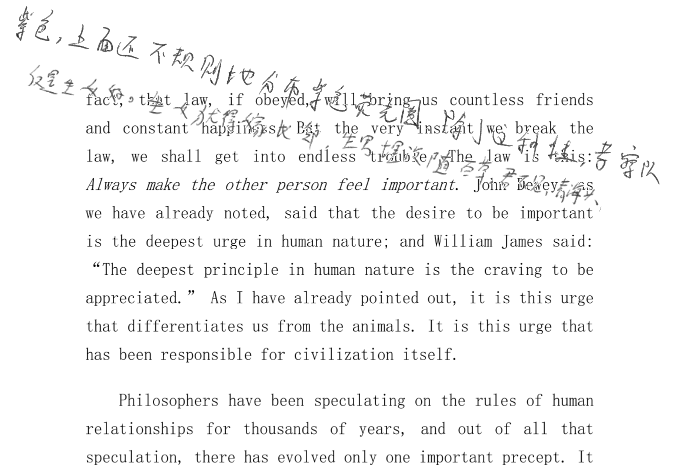 紫色,上面还不规则地分布紫色荧光圈
fact, that law, if obeyed, will bring us countless friends
and constant happiness. But the very instant we break the
law, we shall get into endless trouble. The law is this:
Always make the other person feel important. John Dewey, as
we have already noted, said that the desire to be important
is the deepest urge in human nature; and William James said:
“The deepest principle in human nature is the craving to be
appreciated.” As I have already pointed out, it is this urge
that differentiates us from the animals. It is this urge that
has been responsible for civilization itself.
Philosophers have been speculating on the rules of human
relationships for thousands of years, and out of all that
speculation, there has evolved only one important precept. It